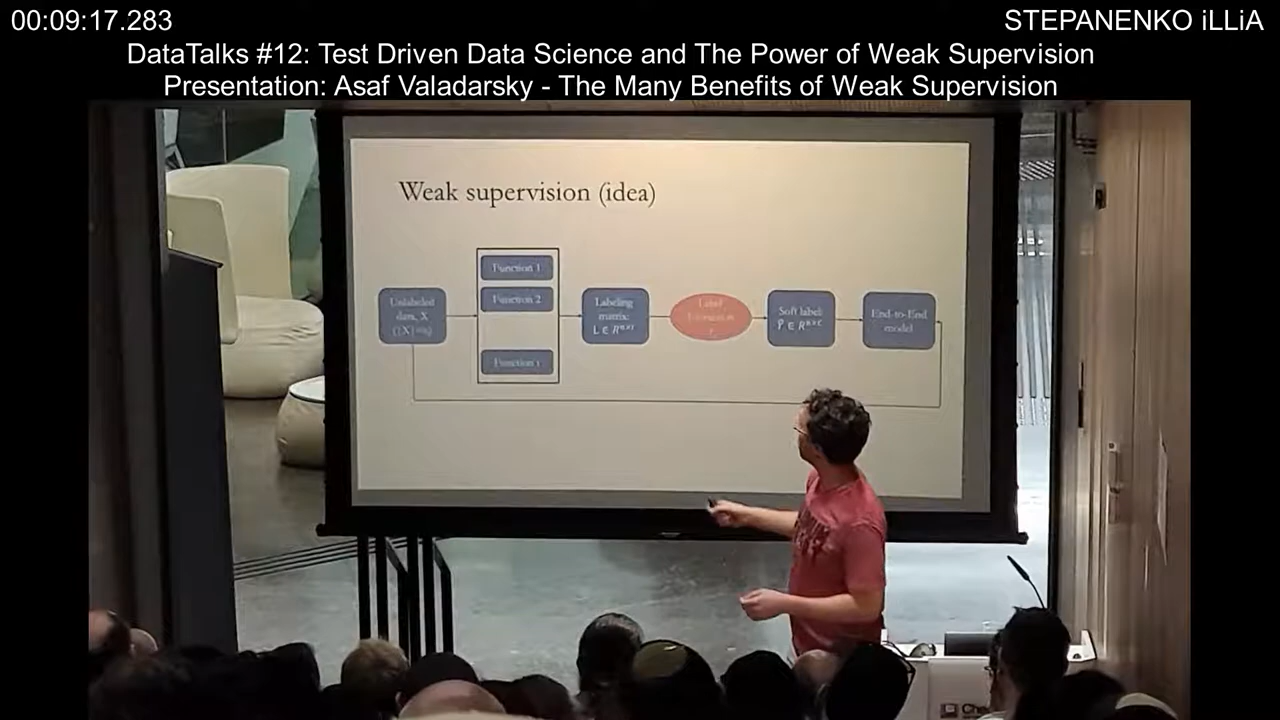 00:09:17.283
STEPANENKO iLLiA
DataTalks #12: Test Driven Data Science and The Power of Weak Supervision
Presentation: Asaf Valadarsky - The Many Benefits of Weak Supervision
Weak supervision (idea)
Unlabeled
data, X
Function 1
Function 2
Function
Labeling
matrix:
Label
Soft label:
End-to-End
model